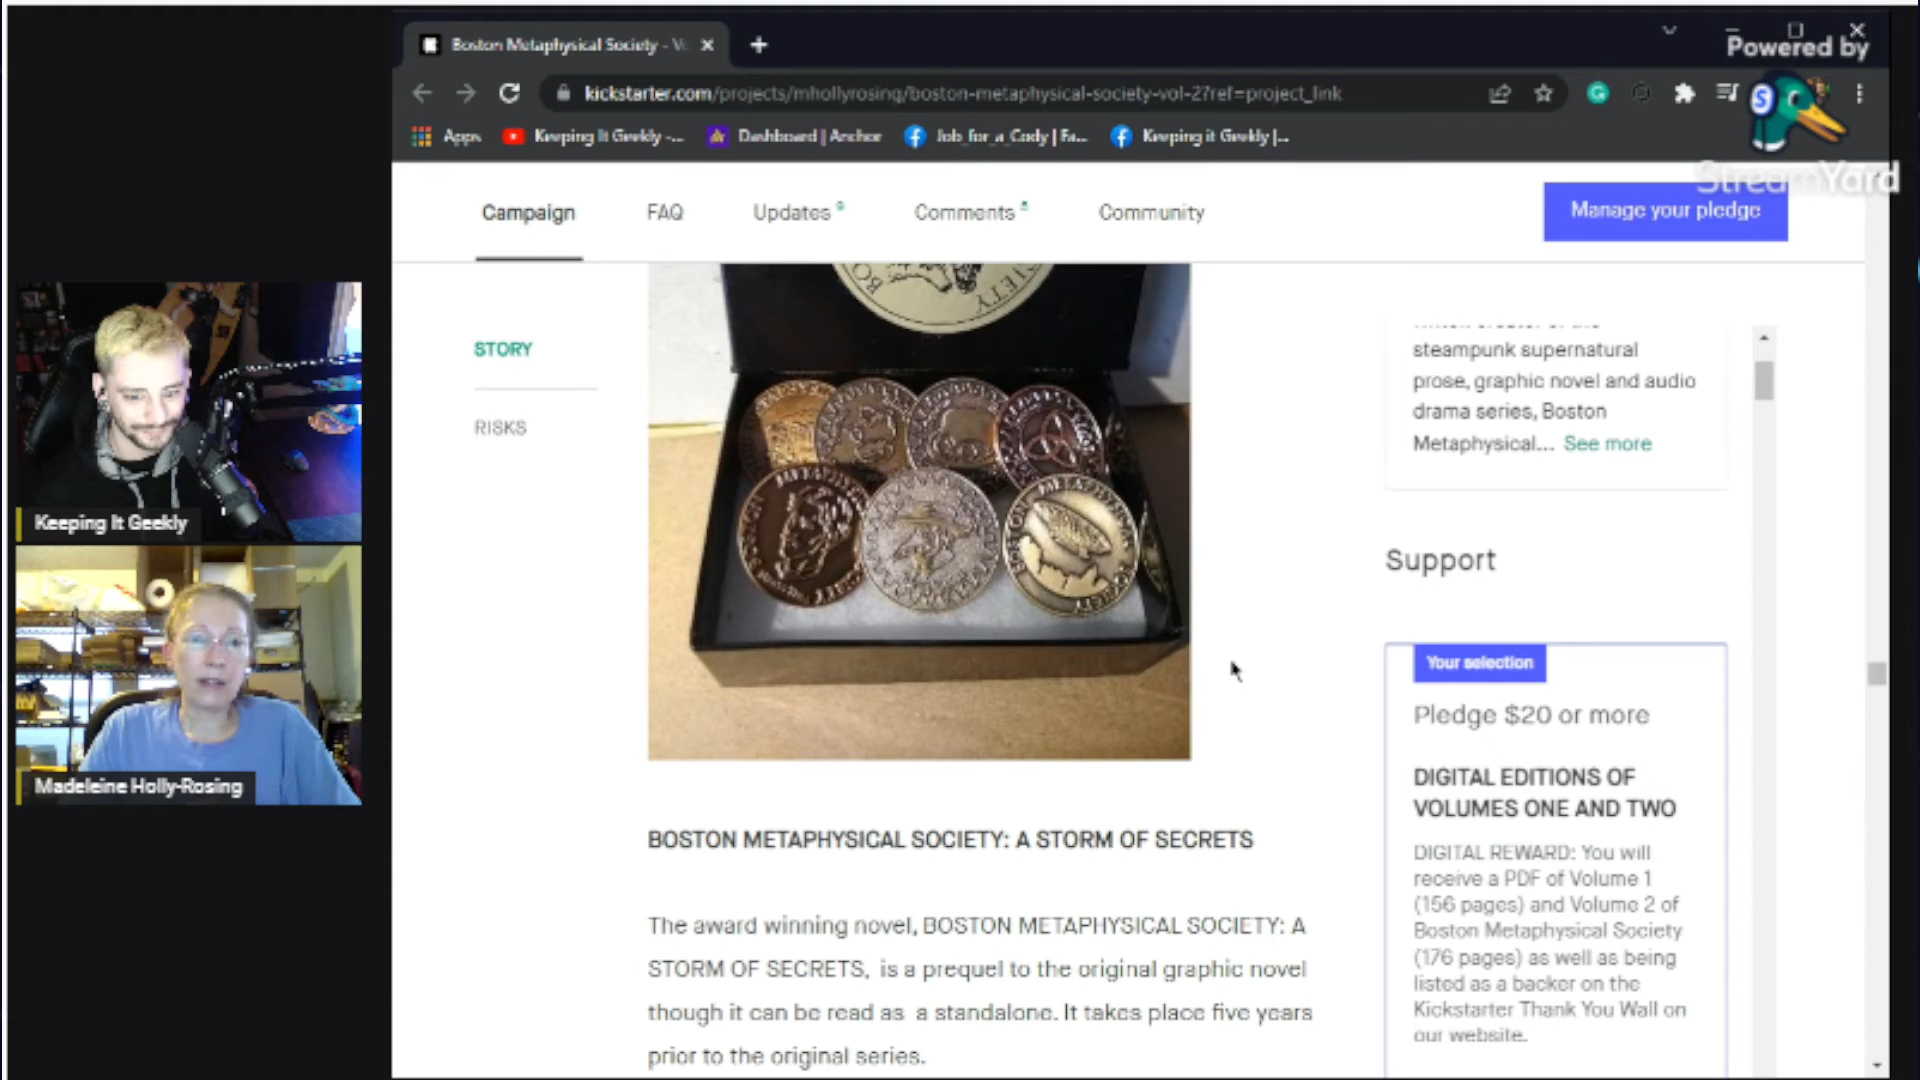 Boston Metaphysical Society - V
Powered by
kickstarter.com/projects/mhollyrosing/boston-metaphysical-society-vol-2?ref=project_link
Apps
Keeping It Geekly -...
Dashboard | Anchor
Job_for_a_Cody | Fa...
Keeping it Geekly |...
StreamYard
Campaign
FAQ
Updates 9
Comments
Community
Manage your pledge
STORY
RISKS
SOCIETY
steampunk supernatural
prose, graphic novel and audio
drama series, Boston
Metaphysical... See more
Support
Your selection
Pledge $20 or more
DIGITAL EDITIONS OF
VOLUMES ONE AND TWO
DIGITAL REWARD: You will
receive a PDF of Volume 1
(156 pages) and Volume 2 of
Boston Metaphysical Society
(176 pages) as well as being
listed as a backer on the
Kickstarter Thank You Wall on
our website.
BOSTON METAPHYSICAL SOCIETY: A STORM OF SECRETS
The award winning novel, BOSTON METAPHYSICAL SOCIETY: A
STORM OF SECRETS, is a prequel to the original graphic novel
though it can be read as a standalone. It takes place five years
prior to the original series.
Keeping It Geekly
Madeleine Holly-Rosing